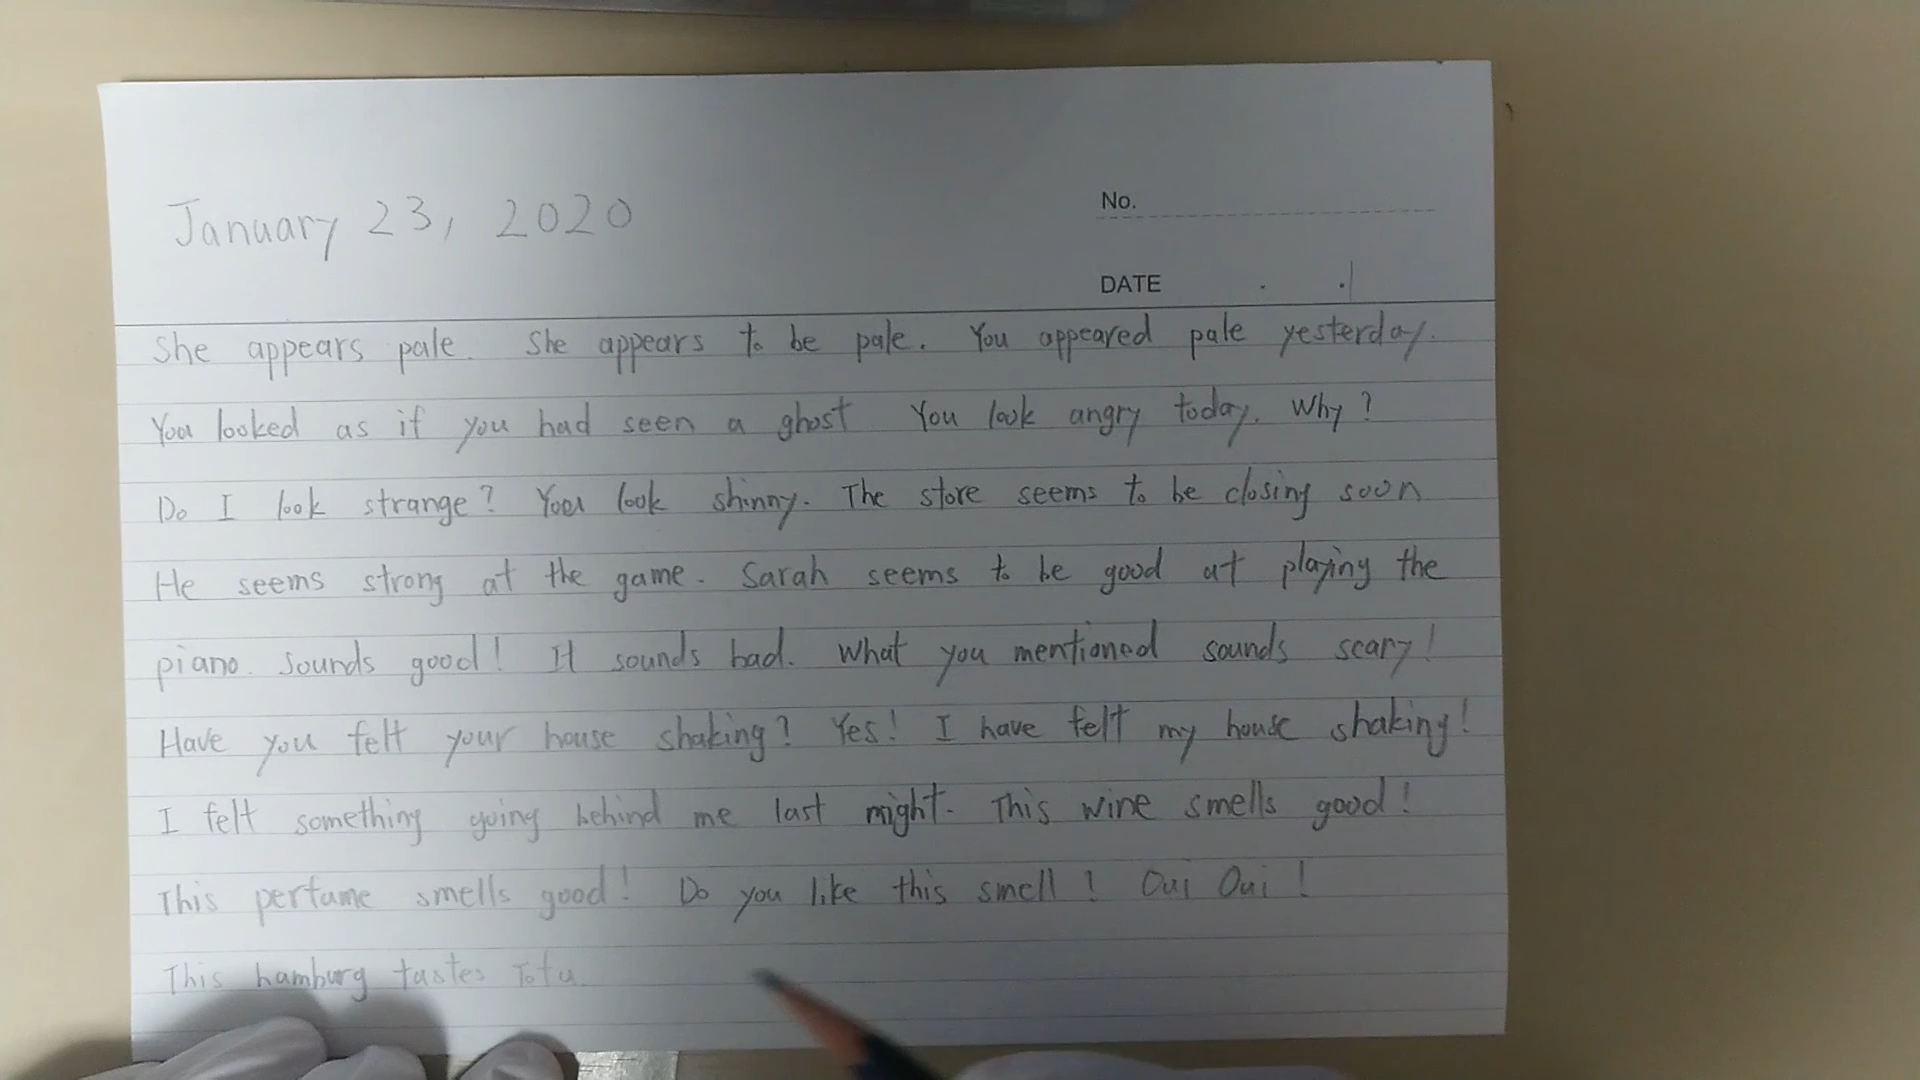 January 23, 2020
No.
DATE . .
She appears pale. She appears to be pale. You appeared pale yesterday.
You looked as if you had seen a ghost. You look angry today. Why?
Do I look strange? You look shinny. The store seems to be closing soon
He seems strong at the game. Sarah seems to be good at playing the
piano. Sounds good! It sounds bad. What you mentioned sounds scary!
Have you felt your house shaking? Yes! I have felt my house shaking!
I felt something going behind me last might. This wine smells good!
This perfume smells good! Do you like this smell? Oui Oui!
This hamburg tastes Tofu.